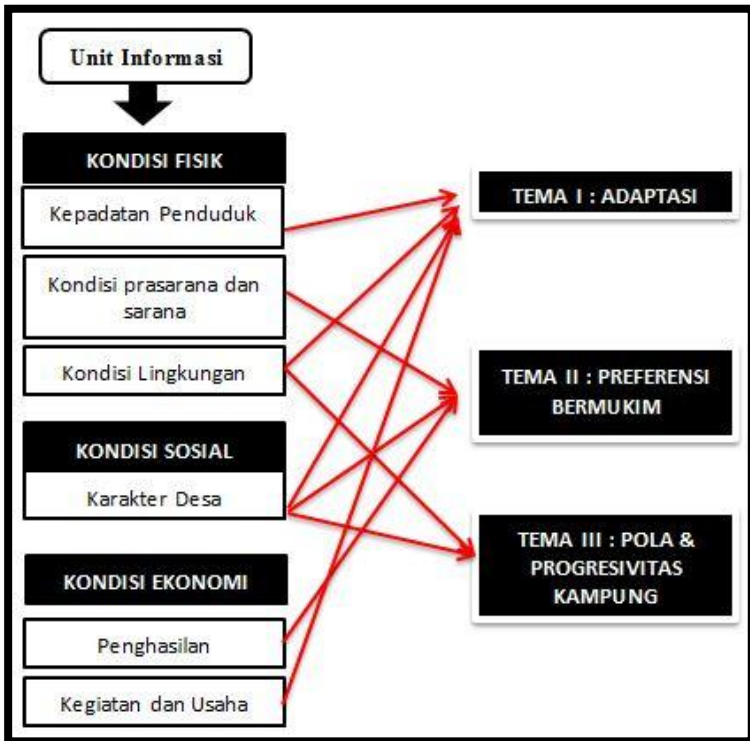 Unit Informasi
KONDISI FISIK
Kepadatan Penduduk
Kondisi prasarana dan
sarana
Kondisi Lingkungan
KONDISI SOSIAL
Karakter Desa
KONDISI EKONOMI
Penghasilan
Kegiatan dan Usaha
TEMA I : ADAPTASI
TEMA II : PREFERENSI
BERMUKIM
TEMA III : POLA &
PROGRESIVITAS
KAMPUNG